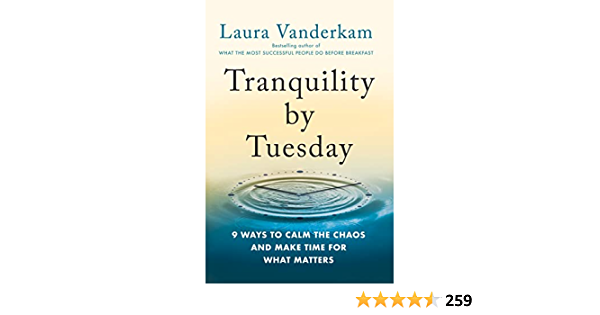 Laura Vanderkam
Bestselling author of
WHAT THE MOST SUCCESSFUL PEOPLE DO BEFORE BREAKFAST
Tranquility
by
Tuesday
9 WAYS TO CALM THE CHAOS
AND MAKE TIME FOR
WHAT MATTERS
259